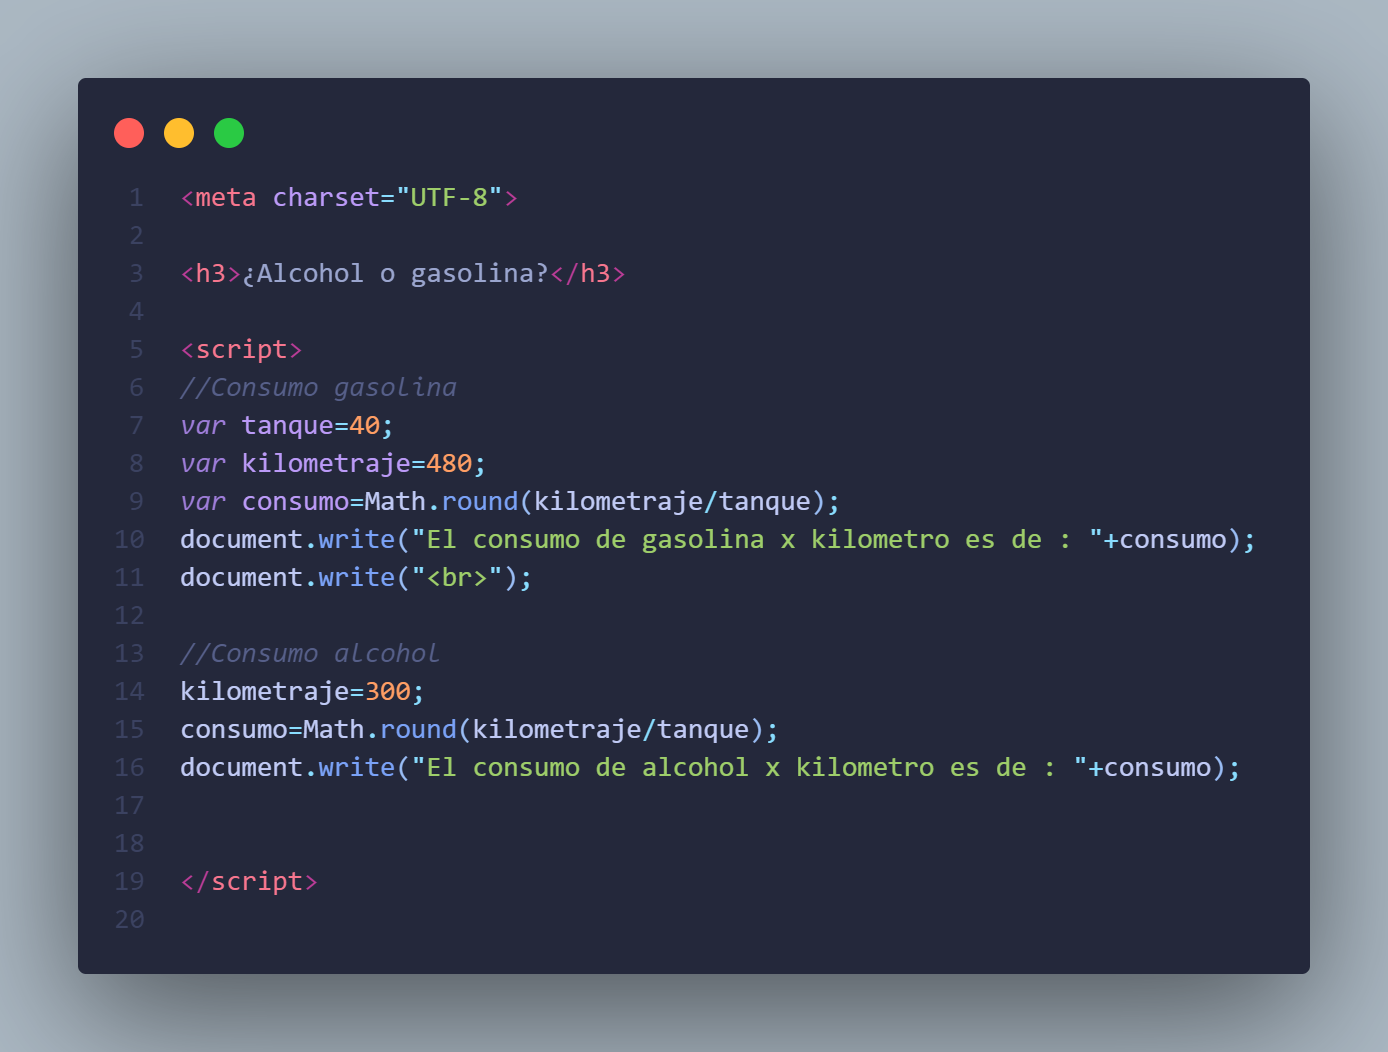 1 <meta charset="UTF-8">
2
3 <h3>¿Alcohol o gasolina?</h3>
4
5 <script>
6 //Consumo gasolina
7 var tanque=40;
8 var kilometraje=480;
9 var consumo=Math.round(kilometraje/tanque);
10 document.write("El consumo de gasolina x kilometro es de : "+consumo);
11 document.write("<br>");
12
13 //Consumo alcohol
14 kilometraje=300;
15 consumo=Math.round(kilometraje/tanque);
16 document.write("El consumo de alcohol x kilometro es de : "+consumo);
17
18
19 </script>
20